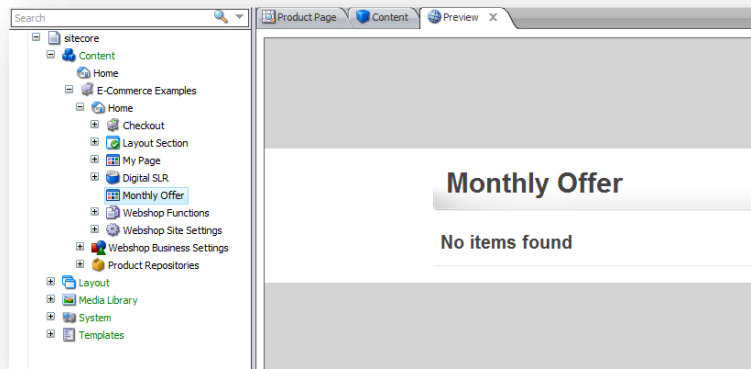 Search
sitecore
Content
Home
E-Commerce Examples
Home
Checkout
Layout Section
My Page
Digital SLR
Monthly Offer
Webshop Functions
Webshop Site Settings
Webshop Business Settings
Product Repositories
Layout
Media Library
System
Templates
Product Page Content Preview X
Monthly Offer
No items found